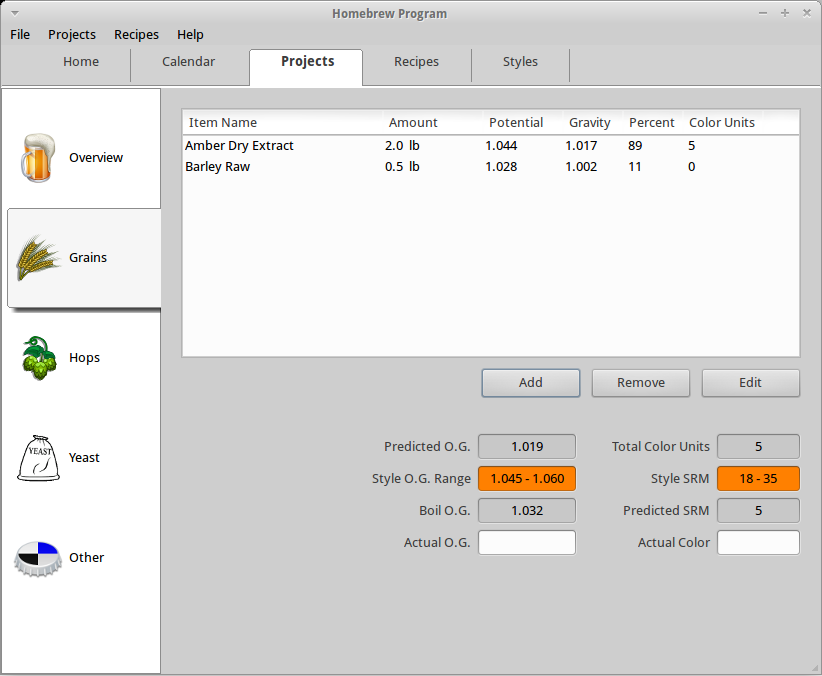 Homebrew Program
File Projects Recipes Help
Home Calendar Projects Recipes Styles
Overview
Grains
Hops
YEAST
Yeast
Other
Item Name Amount Potential Gravity Percent Color Units
Amber Dry Extract 2.0 lb 1.044 1.017 89 5
Barley Raw 0.5 lb 1.028 1.002 11 0
Add Remove Edit
Predicted O.G. 1.019 Total Color Units 5
Style O.G. Range 1.045 - 1.060 Style SRM 18 - 35
Boil O.G. 1.032 Predicted SRM 5
Actual O.G. Actual Color